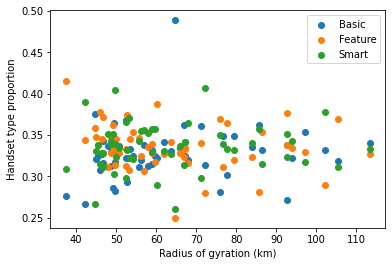 Basic
Feature
Smart
Handset type proportion
0.50
0.45
0.40
0.35
0.30
0.25
40 50 60 70 80 90 100 110
Radius of gyration (km)